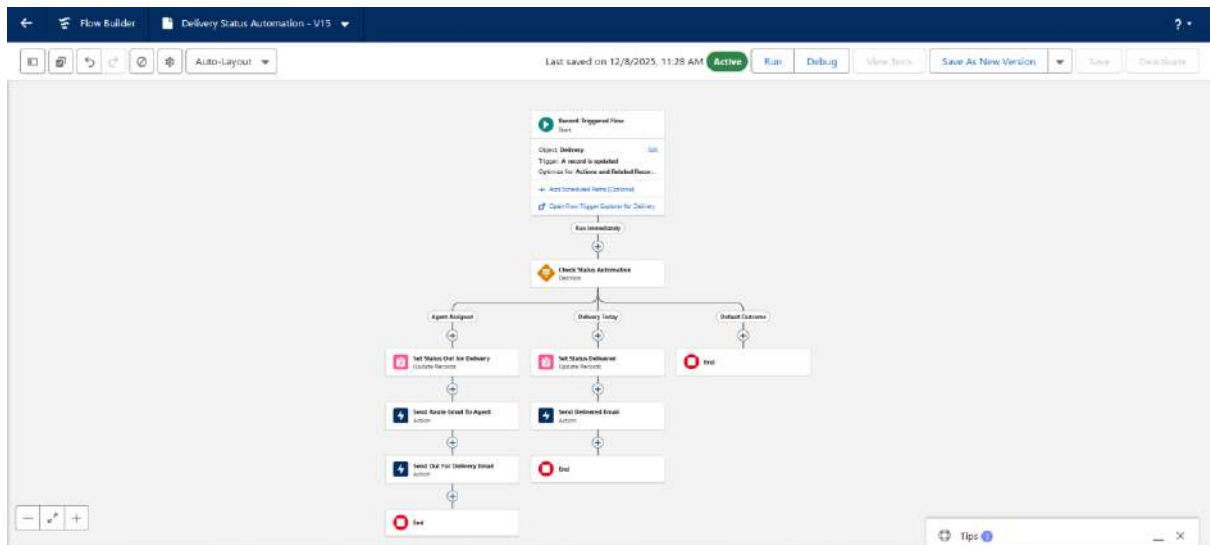 Flow Builder
Delivery Status Automation - V15
?
Auto-Layout
Last saved on 12/8/2025, 11:28 AM
Active
Run
Debug
View Tests
Save As New Version
Save
Deactivate
Record-Triggered Flow
Start
Object: Delivery
Edit
Trigger: A record is updated
Optimize for: Actions and Related Recor...
+ Add Scheduled Paths (Optional)
Open Flow Trigger Explorer for Delivery
Run Immediately
Check Status Automation
Decision
Agent Assigned
Delivery Today
Default Outcome
Set Status Out for Delivery
Update Records
Set Status Delivered
Update Records
End
Send Route Email To Agent
Action
Send Delivered Email
Action
Send Out For Delivery Email
Action
End
End
Tips